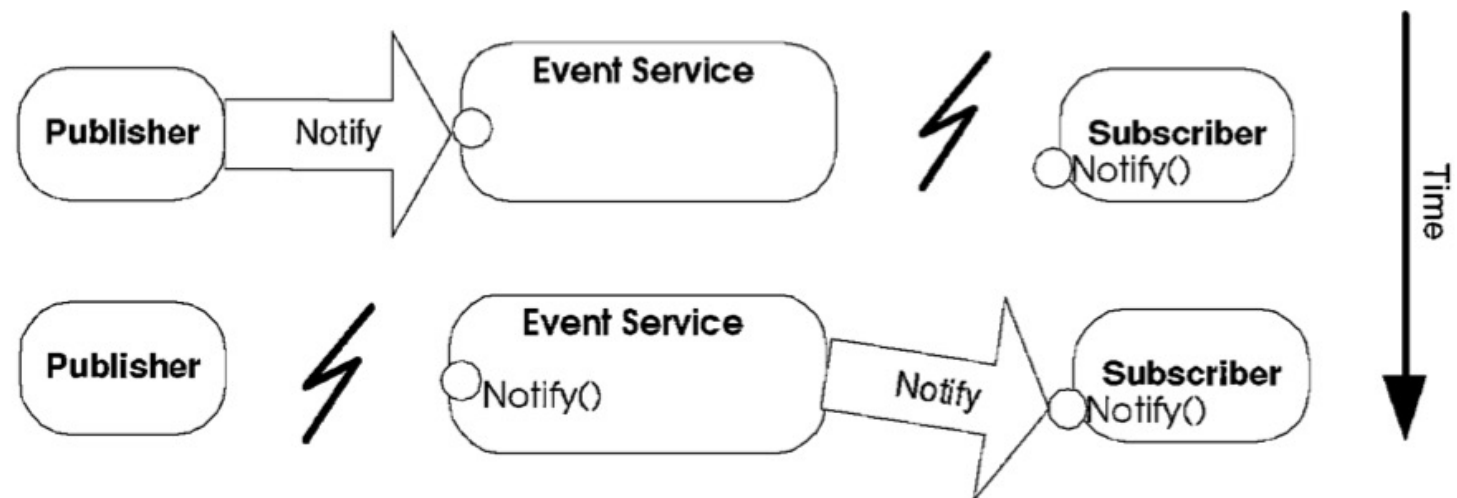 Event Service
Publisher
Notify
Subscriber
Notify()
Time
Event Service
Publisher
Notify()
Notify
Subscriber
Notify()